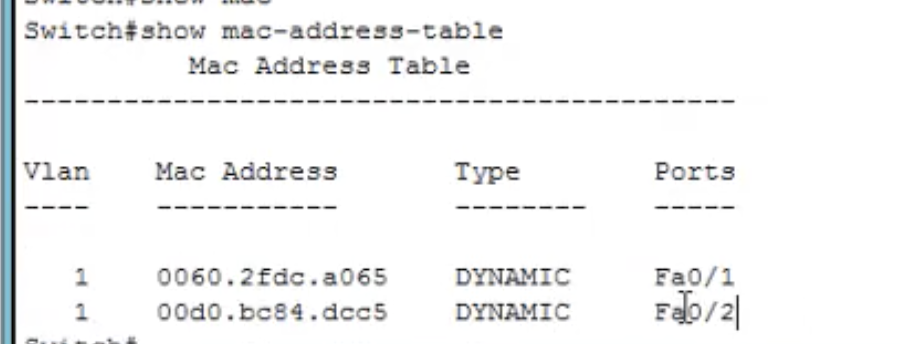 Switch#show mac
Switch#show mac-address-table
Mac Address Table
-------------------------------------------
Vlan Mac Address Type Ports
---- ----------- -------- -----
1 0060.2fdc.a065 DYNAMIC Fa0/1
1 00d0.bc84.dcc5 DYNAMIC Fa0/2
Switch#